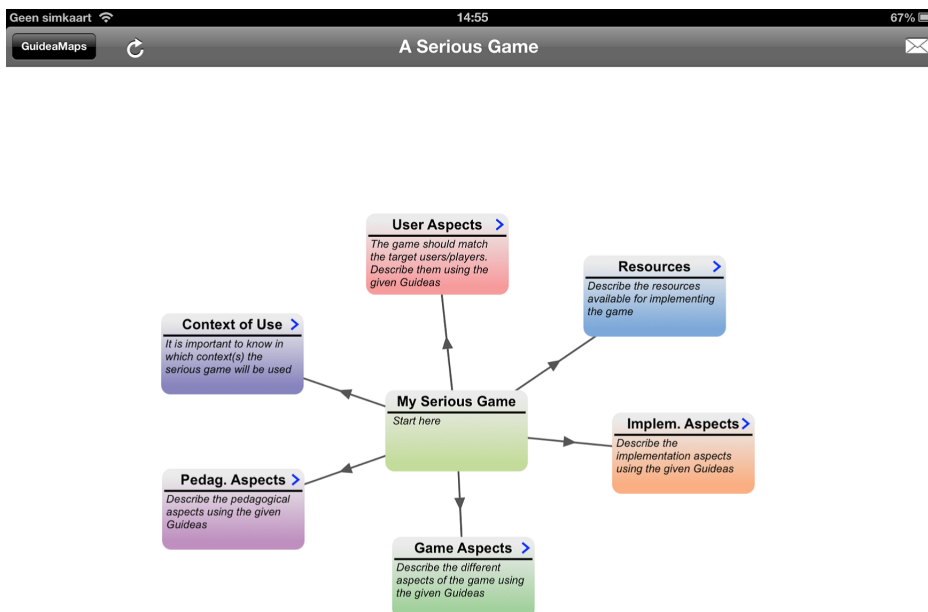 Geen simkaart 14:55 67%
GuideaMaps A Serious Game
User Aspects
The game should match
the target users/players.
Describe them using the
given Guideas
Resources
Describe the resources
available for implementing
the game
Context of Use
It is important to know in
which context(s) the
serious game will be used
My Serious Game
Start here
Implem. Aspects
Describe the
implementation aspects
using the given Guideas
Pedag. Aspects
Describe the pedagogical
aspects using the given
Guideas
Game Aspects
Describe the different
aspects of the game using
the given Guideas